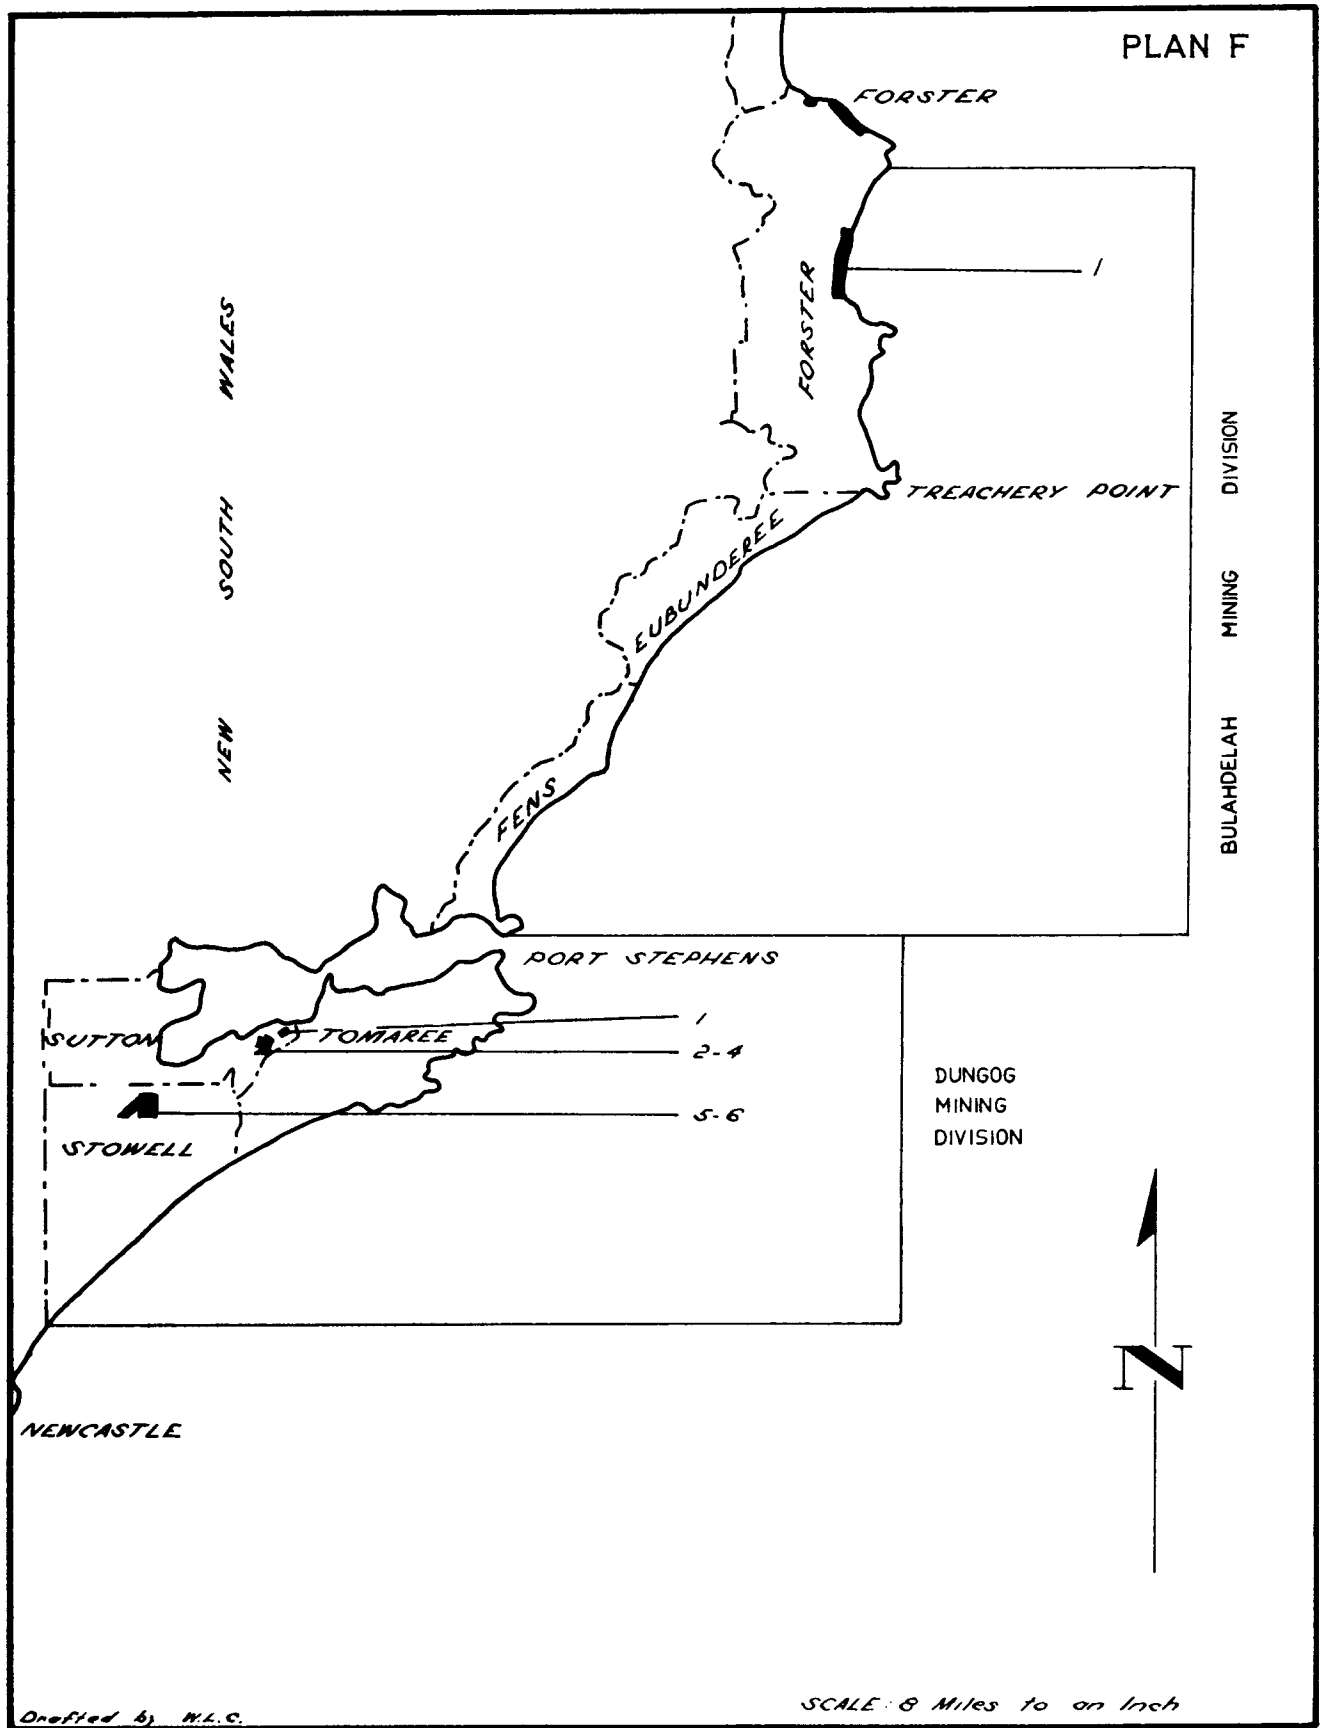 PLAN F
FORSTER
1
FORSTER
NEW SOUTH WALES
BULAHDELAH MINING DIVISION
TREACHERY POINT
EUBUNDEREE
FENS
PORT STEPHENS
1
SUTTON
TOMAREE
2-4
DUNGOG
MINING
DIVISION
5-6
STOWELL
N
NEWCASTLE
SCALE: 8 Miles to an Inch
Drafted by W.L.C.